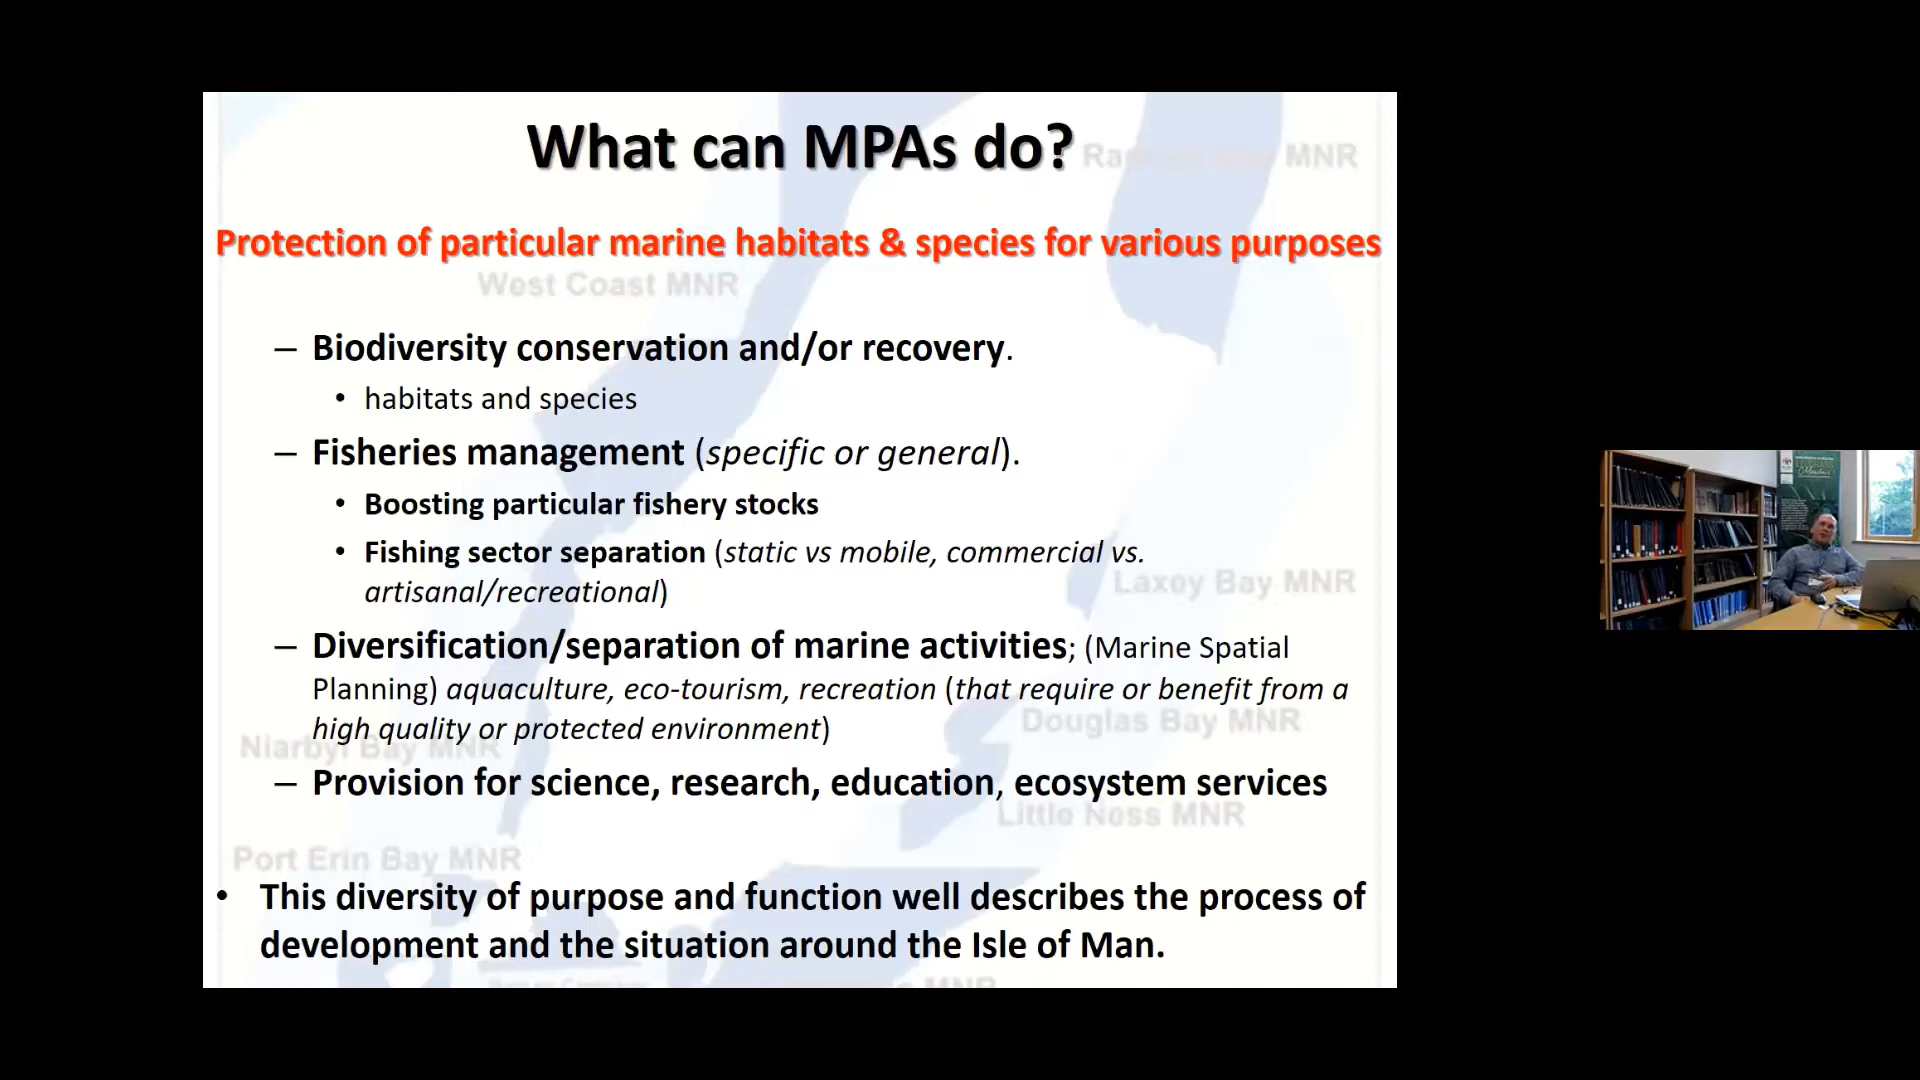 What can MPAs do?
MNR
Protection of particular marine habitats & species for various purposes
West Coast MNR
– Biodiversity conservation and/or recovery.
• habitats and species
– Fisheries management (specific or general).
• Boosting particular fishery stocks
• Fishing sector separation (static vs mobile, commercial vs.
artisanal/recreational)
Laxey Bay MNR
– Diversification/separation of marine activities; (Marine Spatial
Planning) aquaculture, eco-tourism, recreation (that require or benefit from a
high quality or protected environment)
Douglas Bay MNR
Niarbyl Bay MNR
– Provision for science, research, education, ecosystem services
Little Ness MNR
Port Erin Bay MNR
• This diversity of purpose and function well describes the process of
development and the situation around the Isle of Man.
MNR